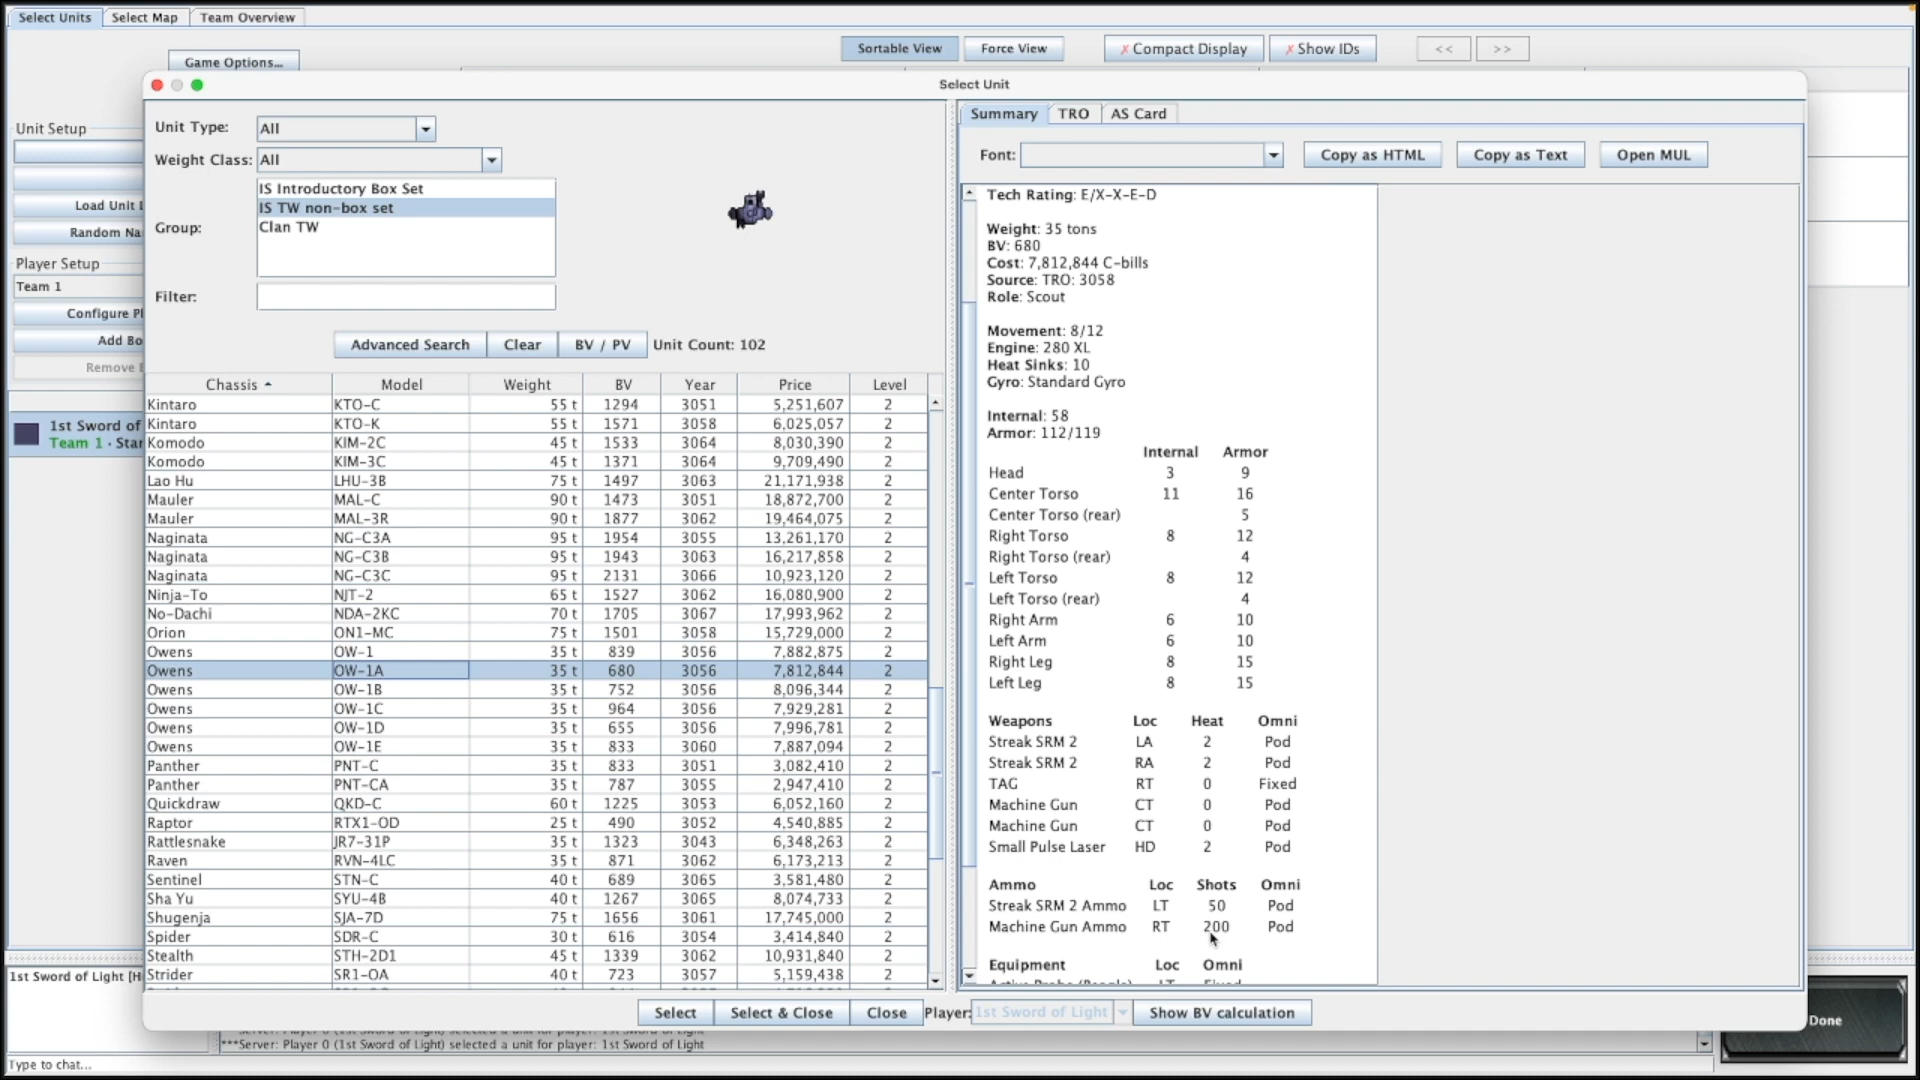 Select Units Select Map Team Overview
Game Options... Sortable View Force View ✗ Compact Display ✗ Show IDs << >>
Select Unit
Unit Setup
Load Unit
Random Na
Player Setup
Team 1
Configure Pl
Add Bo
Remove
1st Sword of
Team 1 · Star
Unit Type: All
Weight Class: All
Group:
IS Introductory Box Set
IS TW non-box set
Clan TW
Filter:
Advanced Search Clear BV / PV Unit Count: 102
Chassis Model Weight BV Year Price Level
Kintaro KTO-C 55 t 1294 3051 5,251,607 2
Kintaro KTO-K 55 t 1571 3058 6,025,057 2
Komodo KIM-2C 45 t 1533 3064 8,030,390 2
Komodo KIM-3C 45 t 1371 3064 9,709,490 2
Lao Hu LHU-3B 75 t 1497 3063 21,171,938 2
Mauler MAL-C 90 t 1473 3051 18,872,700 2
Mauler MAL-3R 90 t 1877 3062 19,464,075 2
Naginata NG-C3A 95 t 1954 3055 13,261,170 2
Naginata NG-C3B 95 t 1943 3063 16,217,858 2
Naginata NG-C3C 95 t 2131 3066 10,923,120 2
Ninja-To NJT-2 65 t 1527 3062 16,080,900 2
No-Dachi NDA-2KC 70 t 1705 3067 17,993,962 2
Orion ON1-MC 75 t 1501 3058 15,729,000 2
Owens OW-1 35 t 839 3056 7,882,875 2
Owens OW-1A 35 t 680 3056 7,812,844 2
Owens OW-1B 35 t 752 3056 8,096,344 2
Owens OW-1C 35 t 964 3056 7,929,281 2
Owens OW-1D 35 t 655 3056 7,996,781 2
Owens OW-1E 35 t 833 3060 7,887,094 2
Panther PNT-C 35 t 833 3051 3,082,410 2
Panther PNT-CA 35 t 787 3055 2,947,410 2
Quickdraw QKD-C 60 t 1225 3053 6,052,160 2
Raptor RTX1-OD 25 t 490 3052 4,540,885 2
Rattlesnake JR7-31P 35 t 1323 3043 6,348,263 2
Raven RVN-4LC 35 t 871 3062 6,173,213 2
Sentinel STN-C 40 t 689 3065 3,581,480 2
Sha Yu SYU-4B 40 t 1267 3065 8,074,733 2
Shugenja SJA-7D 75 t 1656 3061 17,745,000 2
Spider SDR-C 30 t 616 3054 3,414,840 2
Stealth STH-2D1 45 t 1339 3062 10,931,840 2
Strider SR1-OA 40 t 723 3057 5,159,438 2
Summary TRO AS Card
Font: Copy as HTML Copy as Text Open MUL
Tech Rating: E/X-X-E-D
Weight: 35 tons
BV: 680
Cost: 7,812,844 C-bills
Source: TRO: 3058
Role: Scout
Movement: 8/12
Engine: 280 XL
Heat Sinks: 10
Gyro: Standard Gyro
Internal: 58
Armor: 112/119
Internal Armor
Head 3 9
Center Torso 11 16
Center Torso (rear) 5
Right Torso 8 12
Right Torso (rear) 4
Left Torso 8 12
Left Torso (rear) 4
Right Arm 6 10
Left Arm 6 10
Right Leg 8 15
Left Leg 8 15
Weapons Loc Heat Omni
Streak SRM 2 LA 2 Pod
Streak SRM 2 RA 2 Pod
TAG RT 0 Fixed
Machine Gun CT 0 Pod
Machine Gun CT 0 Pod
Small Pulse Laser HD 2 Pod
Ammo Loc Shots Omni
Streak SRM 2 Ammo LT 50 Pod
Machine Gun Ammo RT 200 Pod
Equipment Loc Omni
Active Probe (Beagle) LT Fixed
Select Select & Close Close Player: 1st Sword of Light Show BV calculation
1st Sword of Light [H
***Server: Player 0 (1st Sword of Light) selected a unit for player: 1st Sword of Light
Type to chat...
Done